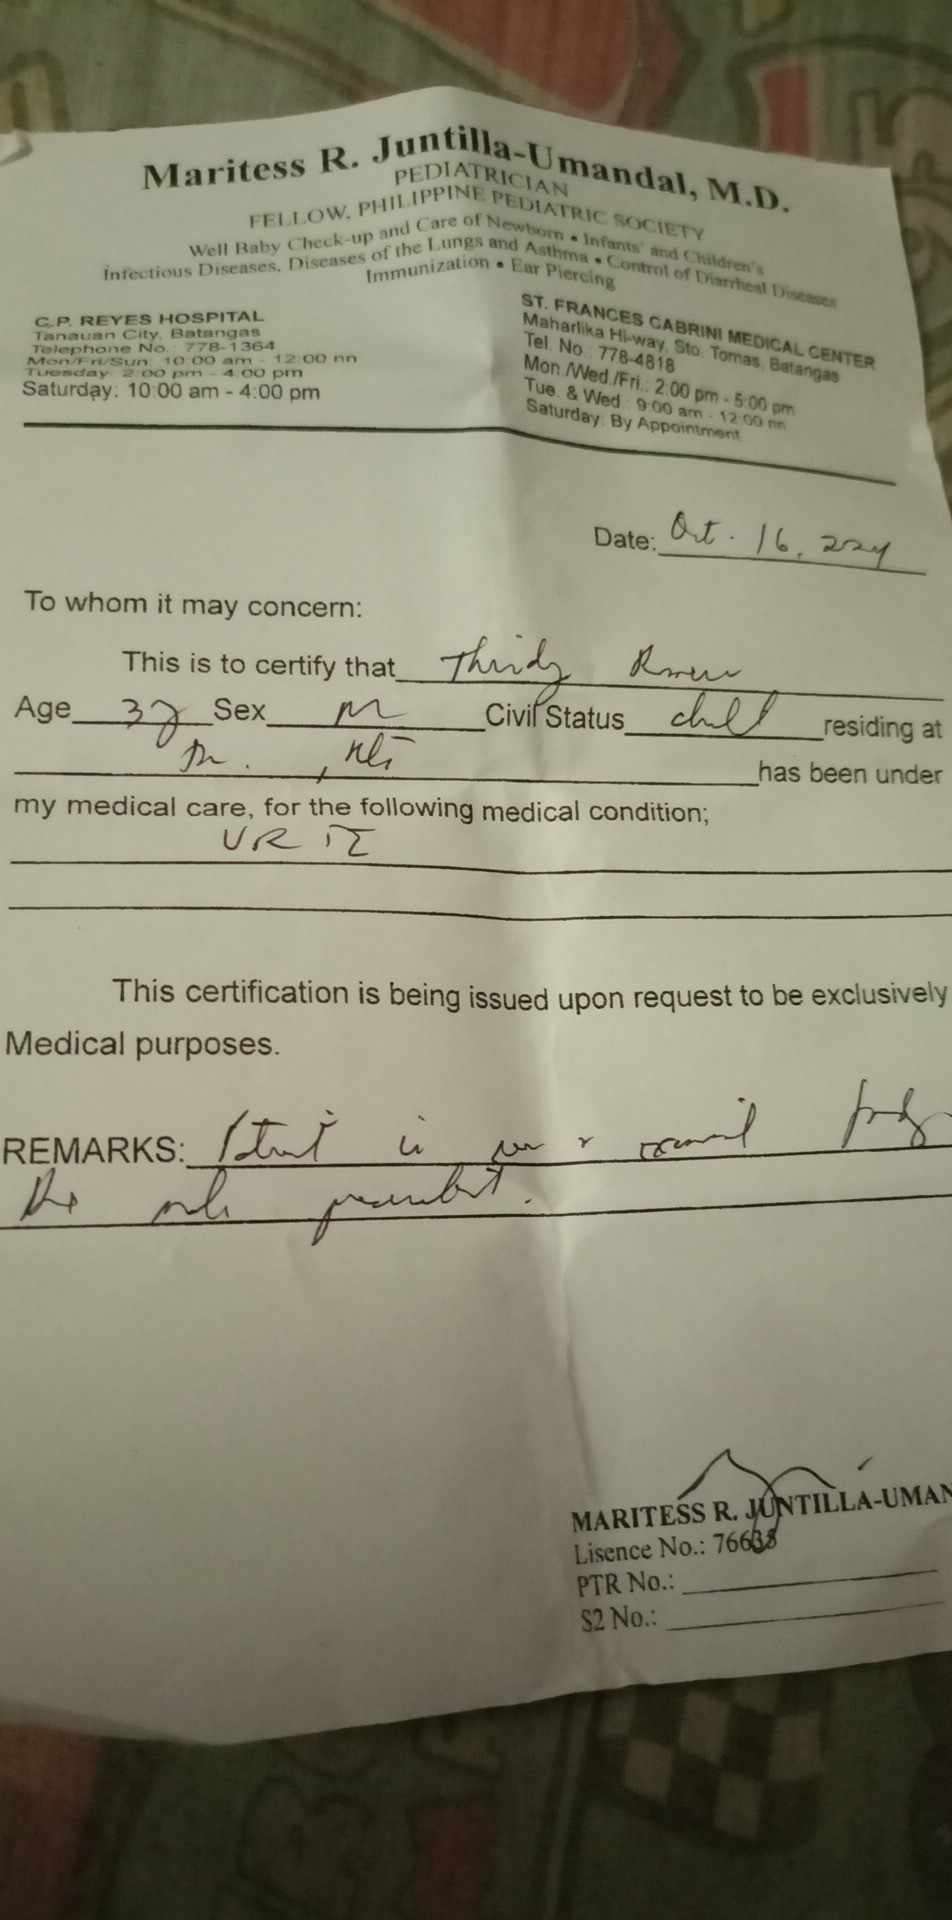 Maritess R. Juntilla-Umandal, M.D.
PEDIATRICIAN
FELLOW, PHILIPPINE PEDIATRIC SOCIETY
Well Baby Check-up and Care of Newborn • Infants' and Children's
Infectious Diseases, Diseases of the Lungs and Asthma • Control of Diarrheal Diseases
Immunization • Ear Piercing
C.P. REYES HOSPITAL
Tanauan City, Batangas
Telephone No. 778-1364
Mon/Fri/Sun: 10:00 am - 12:00 nn
Tuesday: 2:00 pm - 4:00 pm
Saturday: 10:00 am - 4:00 pm
ST. FRANCES CABRINI MEDICAL CENTER
Maharlika Hi-way, Sto. Tomas, Batangas
Tel. No.: 778-4818
Mon./Wed./Fri.: 2:00 pm - 5:00 pm
Tue. & Wed.: 9:00 am - 12:00 nn
Saturday: By Appointment
Date: Oct. 16, 2024
To whom it may concern:
This is to certify that
Age 3y Sex M Civil Status child residing at
has been under
my medical care, for the following medical condition;
URTI
This certification is being issued upon request to be exclusively
Medical purposes.
REMARKS: is
the
MARITESS R. JUNTILLA-UMAN
Lisence No.: 76638
PTR No.:
S2 No.: